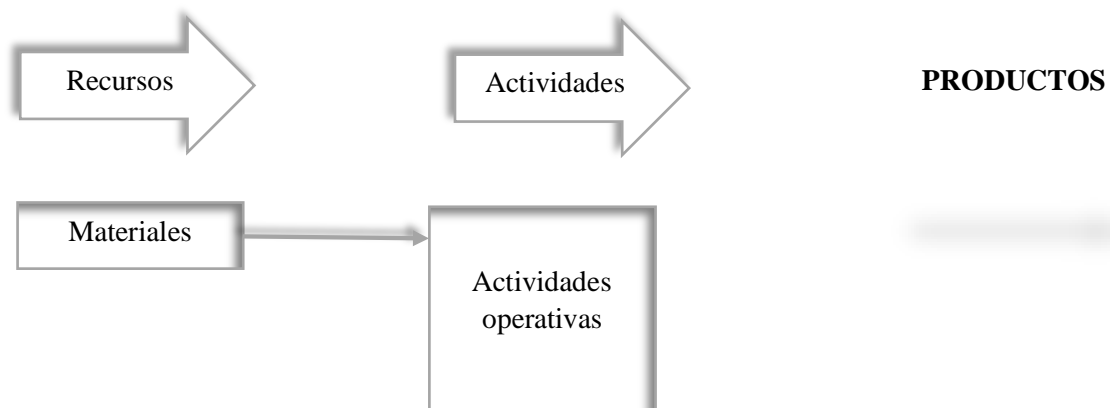 Recursos
Actividades
PRODUCTOS
Materiales
Actividades
operativas